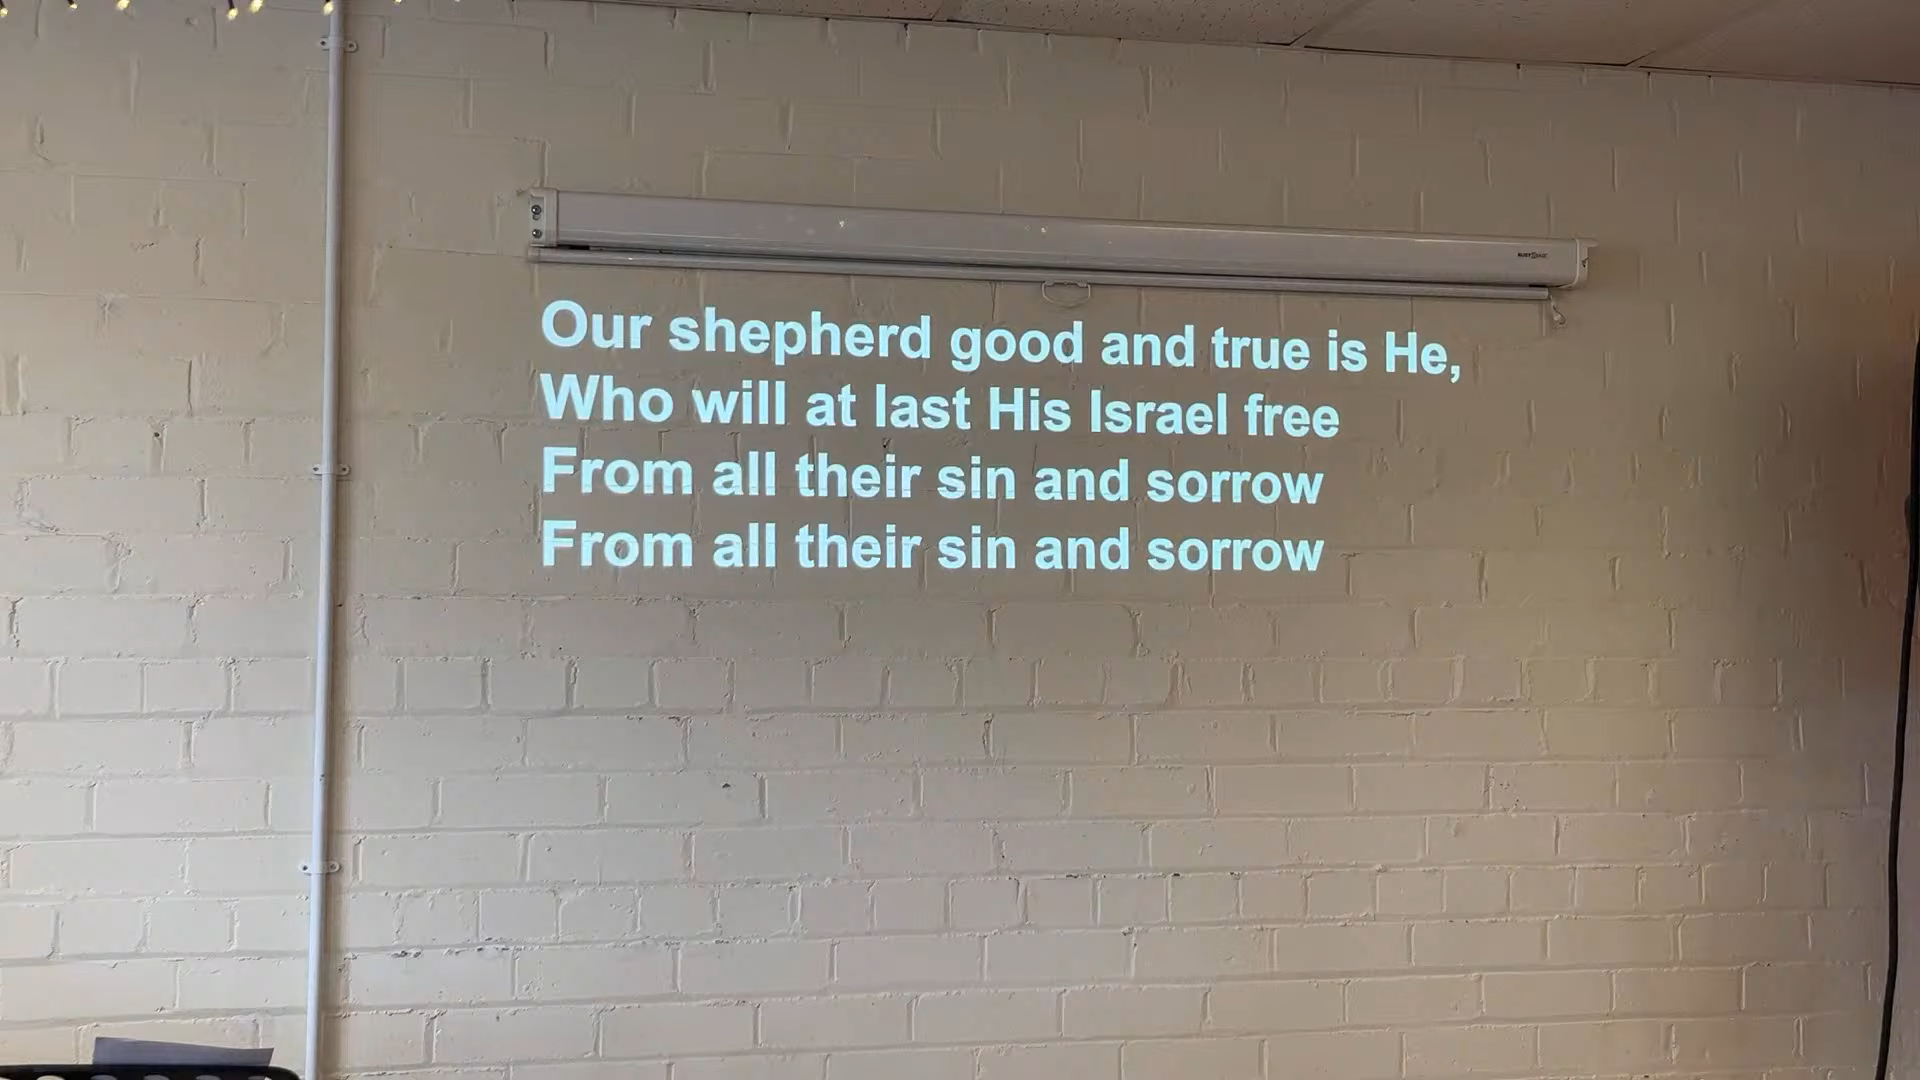 Our shepherd good and true is He,
Who will at last His Israel free
From all their sin and sorrow
From all their sin and sorrow